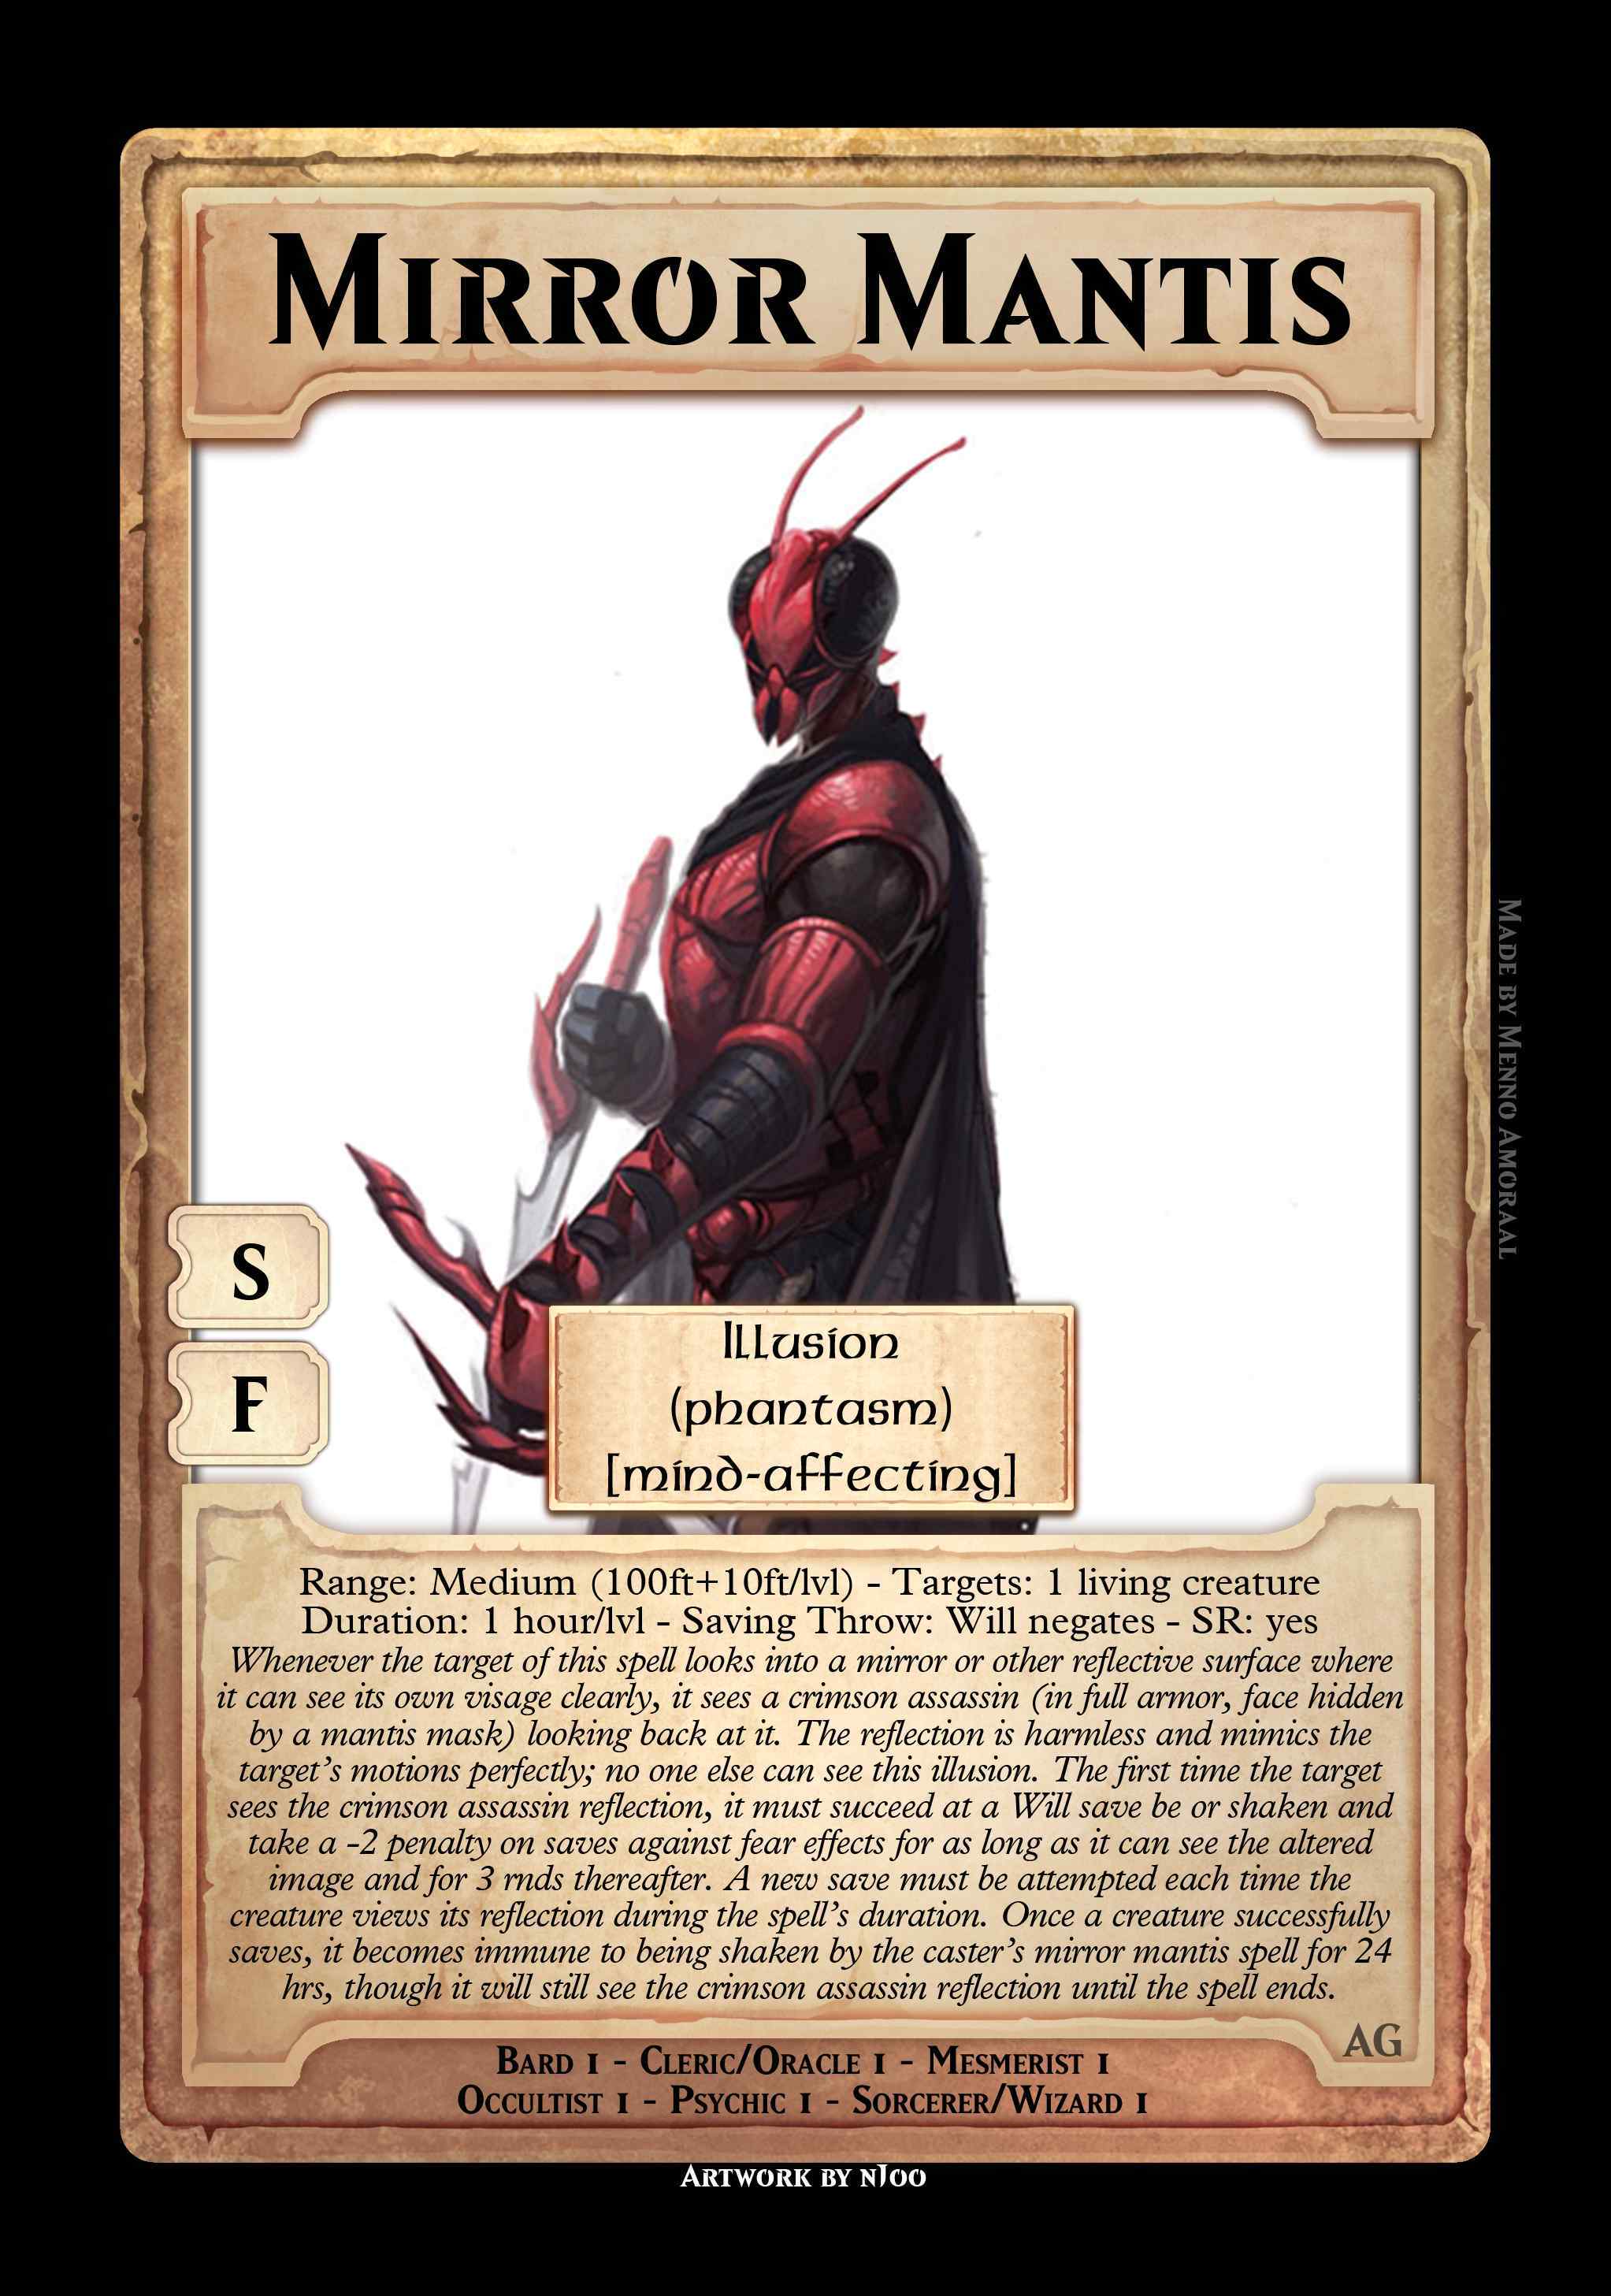 Mirror Mantis
S
F
Illusion
(phantasm)
[mind-affecting]
Range: Medium (100ft+10ft/lvl) - Targets: 1 living creature
Duration: 1 hour/lvl - Saving Throw: Will negates - SR: yes
Whenever the target of this spell looks into a mirror or other reflective surface where
it can see its own visage clearly, it sees a crimson assassin (in full armor, face hidden
by a mantis mask) looking back at it. The reflection is harmless and mimics the
target's motions perfectly; no one else can see this illusion. The first time the target
sees the crimson assassin reflection, it must succeed at a Will save be or shaken and
take a -2 penalty on saves against fear effects for as long as it can see the altered
image and for 3 rnds thereafter. A new save must be attempted each time the
creature views its reflection during the spell's duration. Once a creature successfully
saves, it becomes immune to being shaken by the caster's mirror mantis spell for 24
hrs, though it will still see the crimson assassin reflection until the spell ends.
AG
Bard 1 - Cleric/Oracle 1 - Mesmerist 1
Occultist 1 - Psychic 1 - Sorcerer/Wizard 1
Artwork by nJoo
Made by Menno Amoraal